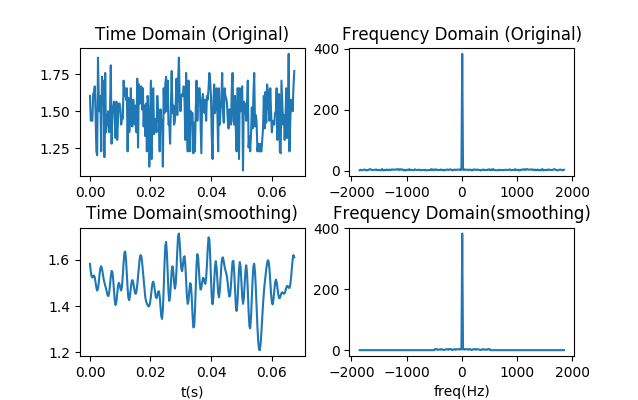 Time Domain (Original)
1.75
1.50
1.25
0.00 0.02 0.04 0.06
Frequency Domain (Original)
400
200
0
−2000 −1000 0 1000 2000
Time Domain(smoothing)
1.6
1.4
1.2
0.00 0.02 0.04 0.06
t(s)
Frequency Domain(smoothing)
400
200
0
−2000 −1000 0 1000 2000
freq(Hz)